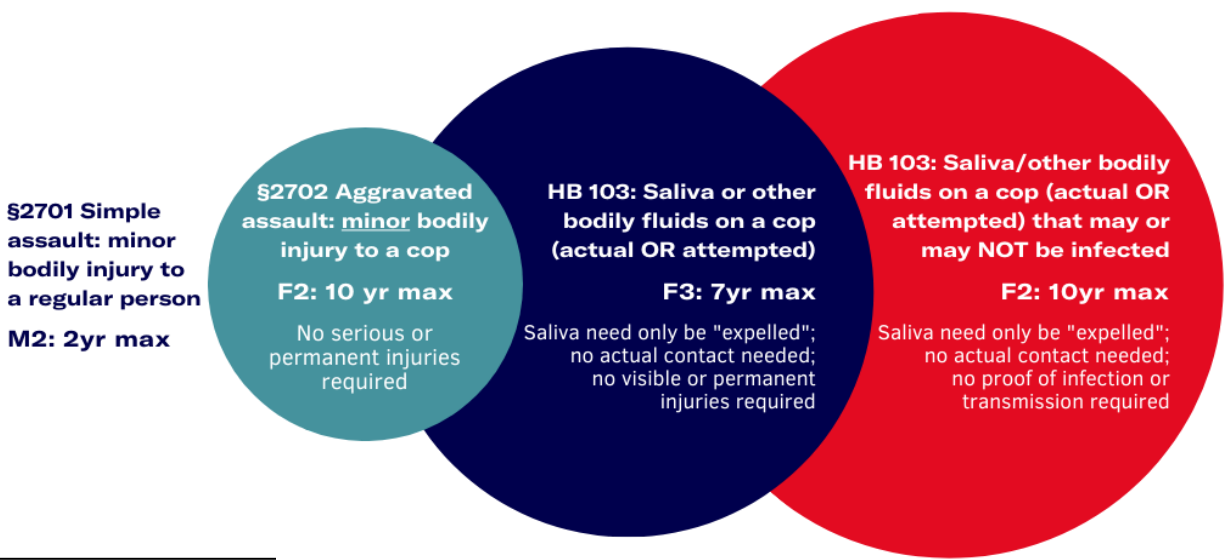 §2701 Simple
assault: minor
bodily injury to
a regular person
M2: 2yr max
§2702 Aggravated
assault: minor bodily
injury to a cop
F2: 10 yr max
No serious or
permanent injuries
required
HB 103: Saliva or other
bodily fluids on a cop
(actual OR attempted)
F3: 7yr max
Saliva need only be "expelled";
no actual contact needed;
no visible or permanent
injuries required
HB 103: Saliva/other bodily
fluids on a cop (actual OR
attempted) that may or
may NOT be infected
F2: 10yr max
Saliva need only be "expelled";
no actual contact needed;
no proof of infection or
transmission required